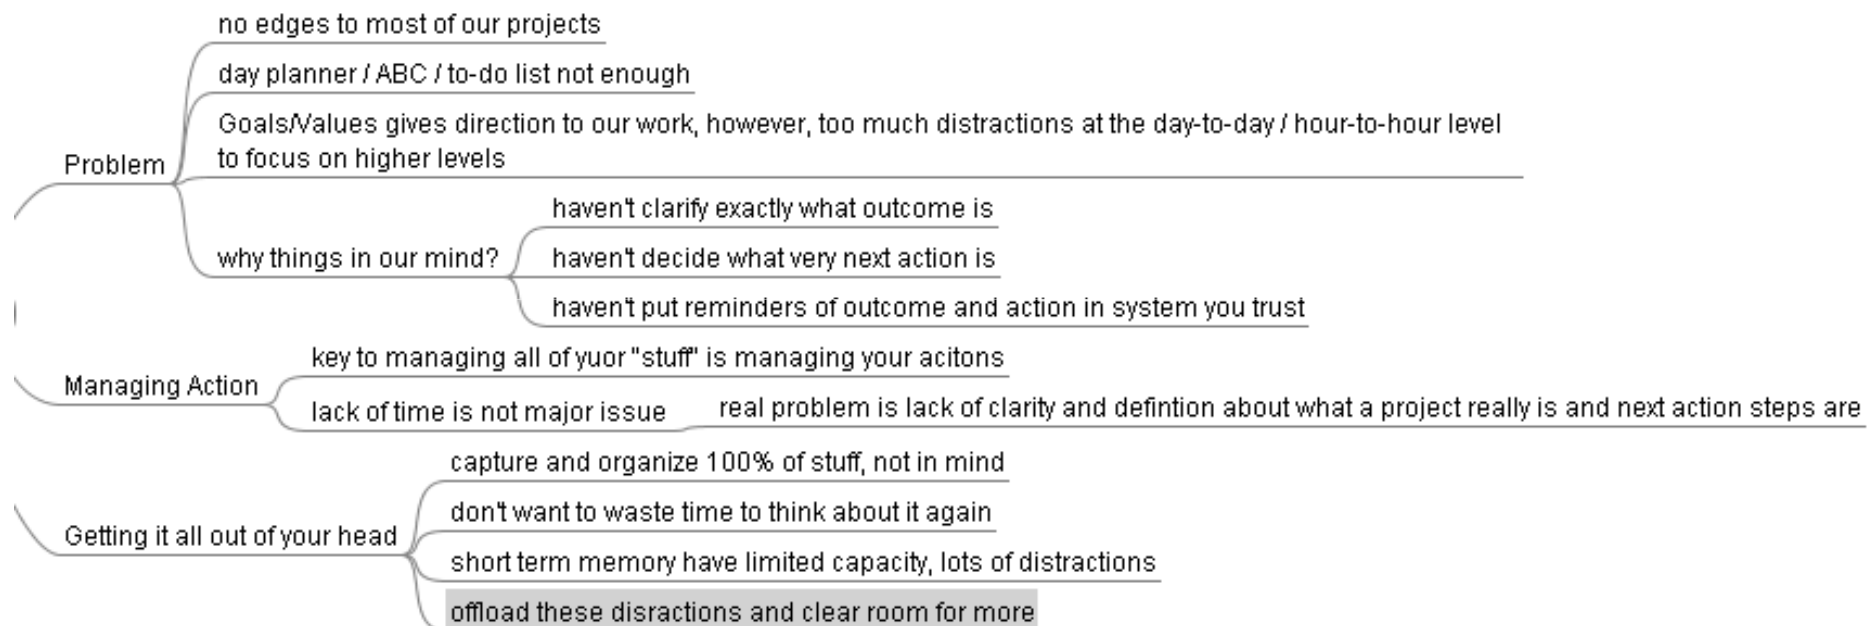 no edges to most of our projects
day planner / ABC / to-do list not enough
Goals/Values gives direction to our work, however, too much distractions at the day-to-day / hour-to-hour level
to focus on higher levels
Problem
why things in our mind?
haven't clarify exactly what outcome is
haven't decide what very next action is
haven't put reminders of outcome and action in system you trust
Managing Action
key to managing all of yuor "stuff" is managing your acitons
lack of time is not major issue
real problem is lack of clarity and defintion about what a project really is and next action steps are
Getting it all out of your head
capture and organize 100% of stuff, not in mind
don't want to waste time to think about it again
short term memory have limited capacity, lots of distractions
offload these disractions and clear room for more